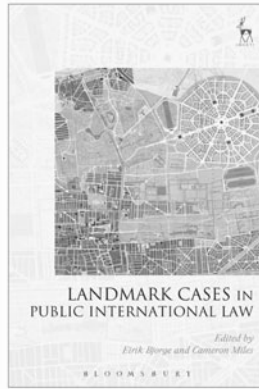 LANDMARK CASES IN
PUBLIC INTERNATIONAL LAW
Edited by
Eirik Bjorge and Cameron Miles
BLOOMSBURY